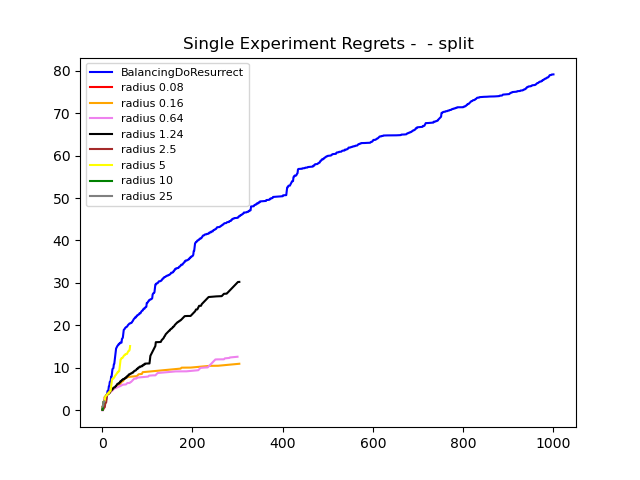 Single Experiment Regrets -  - split
BalancingDoResurrect
radius 0.08
radius 0.16
radius 0.64
radius 1.24
radius 2.5
radius 5
radius 10
radius 25
80
70
60
50
40
30
20
10
0
0 200 400 600 800 1000